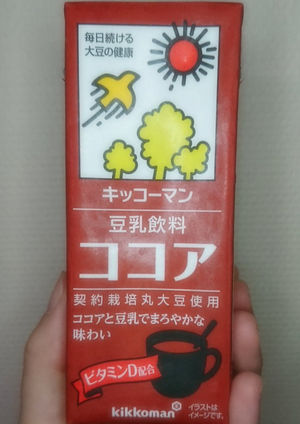 毎日続ける
大豆の健康
キッコーマン
豆乳飲料
ココア
契約栽培丸大豆使用
ココアと豆乳でまろやかな
味わい
ビタミンD配合
kikkoman
イラストは
イメージです。